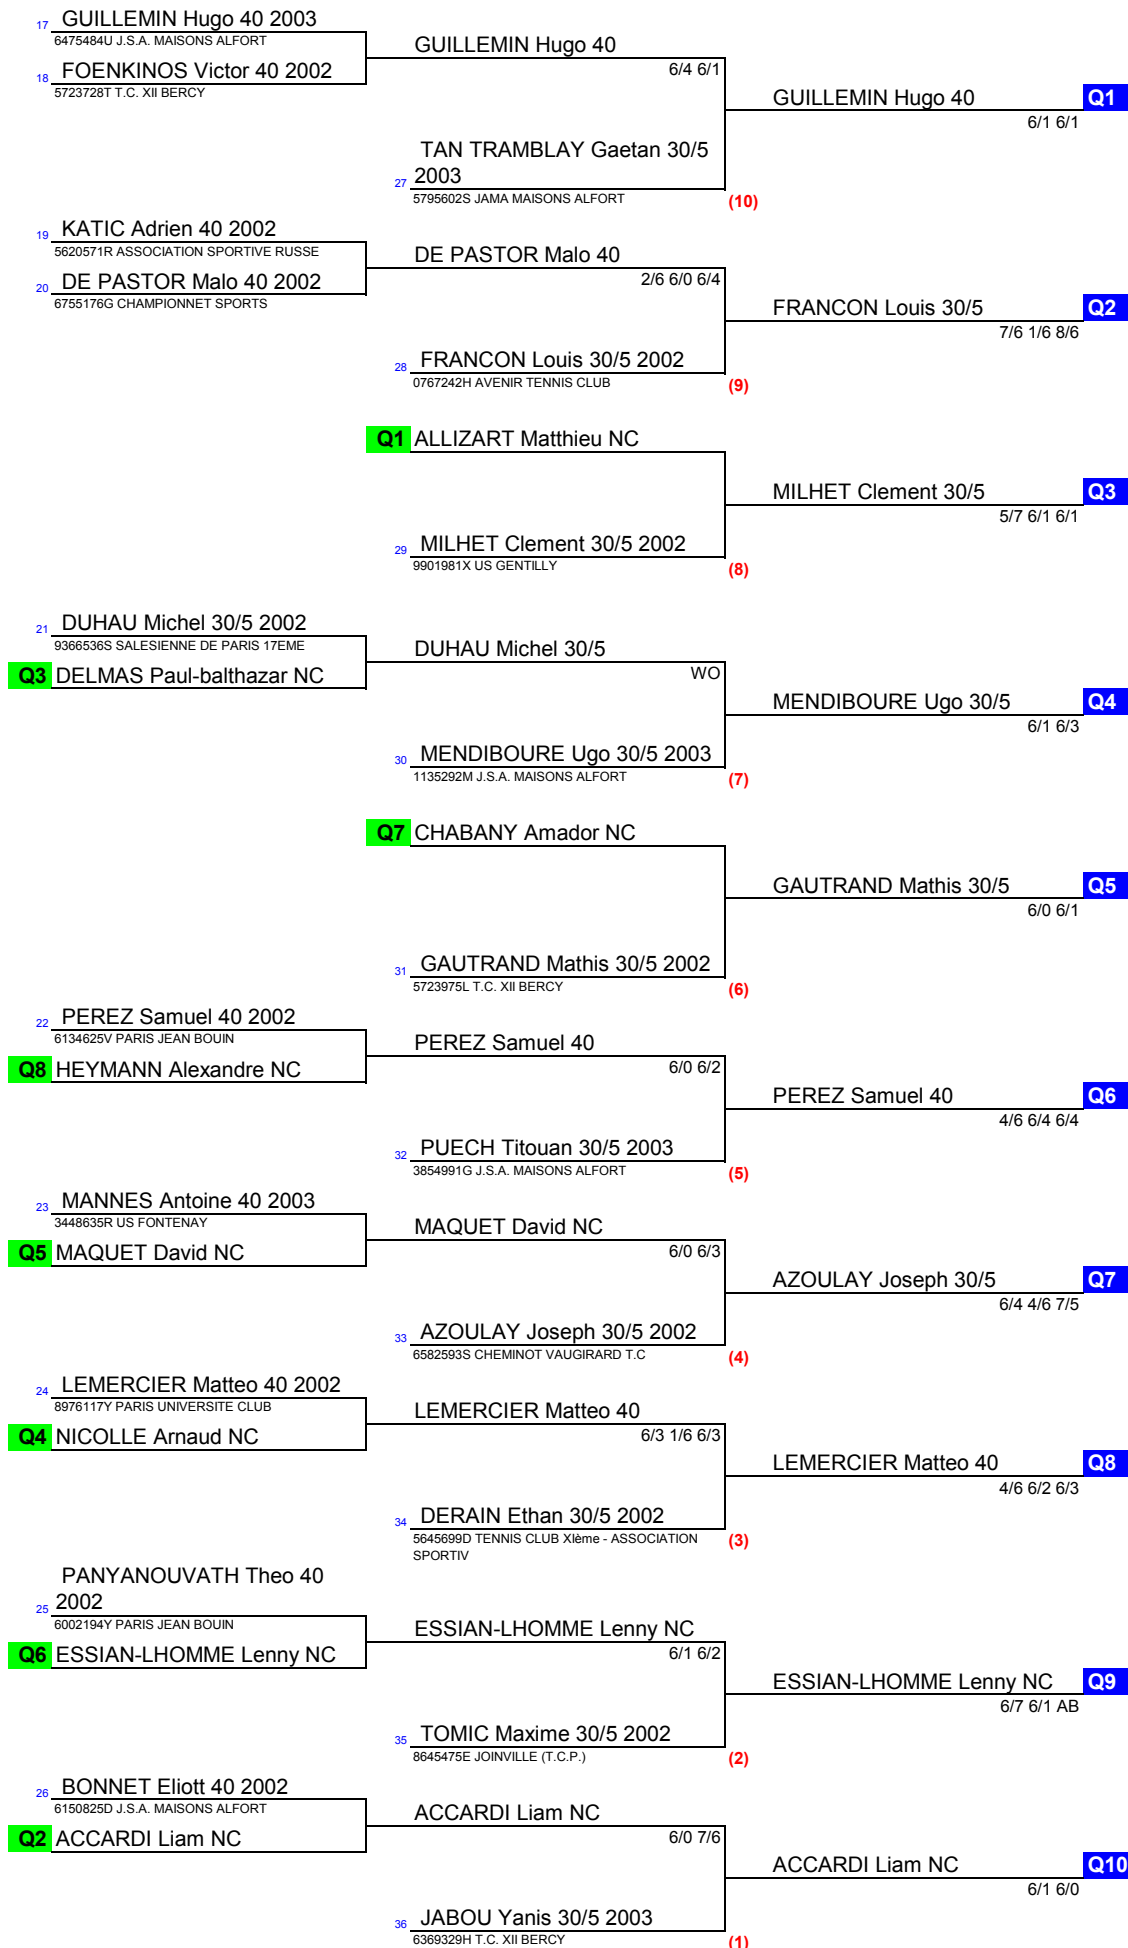 17 GUILLEMIN Hugo 40 2003
6475484U J.S.A. MAISONS ALFORT
GUILLEMIN Hugo 40
6/4 6/1
18 FOENKINOS Victor 40 2002
5723728T T.C. XII BERCY
GUILLEMIN Hugo 40 Q1
6/1 6/1
TAN TRAMBLAY Gaetan 30/5
27 2003
5795602S JAMA MAISONS ALFORT
(10)
19 KATIC Adrien 40 2002
5620571R ASSOCIATION SPORTIVE RUSSE
DE PASTOR Malo 40
2/6 6/0 6/4
20 DE PASTOR Malo 40 2002
6755176G CHAMPIONNET SPORTS
FRANCON Louis 30/5 Q2
7/6 1/6 8/6
28 FRANCON Louis 30/5 2002
0767242H AVENIR TENNIS CLUB
(9)
Q1 ALLIZART Matthieu NC
MILHET Clement 30/5 Q3
5/7 6/1 6/1
29 MILHET Clement 30/5 2002
9901981X US GENTILLY
(8)
21 DUHAU Michel 30/5 2002
9366536S SALESIENNE DE PARIS 17EME
DUHAU Michel 30/5
WO
Q3 DELMAS Paul-balthazar NC
MENDIBOURE Ugo 30/5 Q4
6/1 6/3
30 MENDIBOURE Ugo 30/5 2003
1135292M J.S.A. MAISONS ALFORT
(7)
Q7 CHABANY Amador NC
GAUTRAND Mathis 30/5 Q5
6/0 6/1
31 GAUTRAND Mathis 30/5 2002
5723975L T.C. XII BERCY
(6)
22 PEREZ Samuel 40 2002
6134625V PARIS JEAN BOUIN
PEREZ Samuel 40
6/0 6/2
Q8 HEYMANN Alexandre NC
PEREZ Samuel 40 Q6
4/6 6/4 6/4
32 PUECH Titouan 30/5 2003
3854991G J.S.A. MAISONS ALFORT
(5)
23 MANNES Antoine 40 2003
3448635R US FONTENAY
MAQUET David NC
6/0 6/3
Q5 MAQUET David NC
AZOULAY Joseph 30/5 Q7
6/4 4/6 7/5
33 AZOULAY Joseph 30/5 2002
6582593S CHEMINOT VAUGIRARD T.C
(4)
24 LEMERCIER Matteo 40 2002
8976117Y PARIS UNIVERSITE CLUB
LEMERCIER Matteo 40
6/3 1/6 6/3
Q4 NICOLLE Arnaud NC
LEMERCIER Matteo 40 Q8
4/6 6/2 6/3
34 DERAIN Ethan 30/5 2002
5645699D TENNIS CLUB XIème - ASSOCIATION
SPORTIV
(3)
PANYANOUVATH Theo 40
25 2002
6002194Y PARIS JEAN BOUIN
ESSIAN-LHOMME Lenny NC
6/1 6/2
Q6 ESSIAN-LHOMME Lenny NC
ESSIAN-LHOMME Lenny NC Q9
6/7 6/1 AB
35 TOMIC Maxime 30/5 2002
8645475E JOINVILLE (T.C.P.)
(2)
26 BONNET Eliott 40 2002
6150825D J.S.A. MAISONS ALFORT
ACCARDI Liam NC
6/0 7/6
Q2 ACCARDI Liam NC
ACCARDI Liam NC Q10
6/1 6/0
36 JABOU Yanis 30/5 2003
6369329H T.C. XII BERCY
(1)